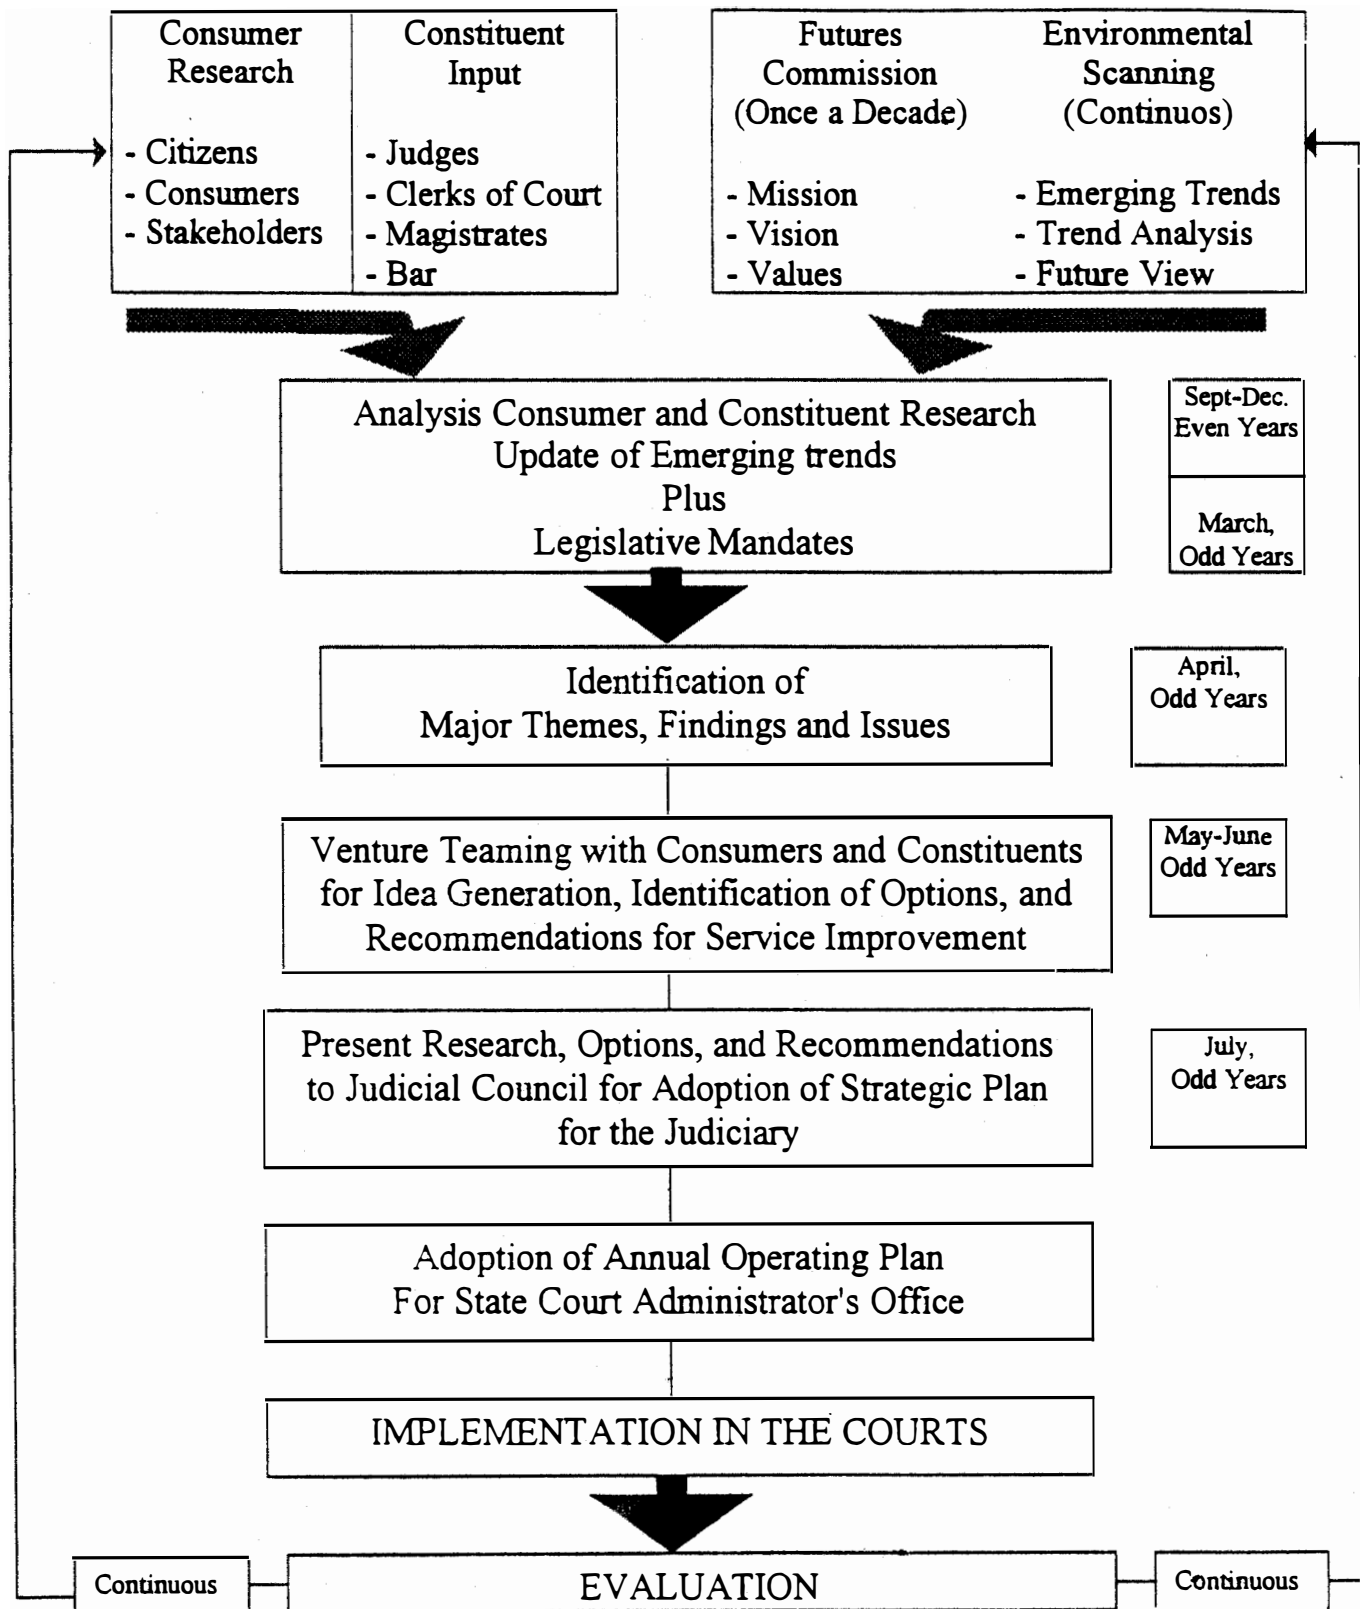 Consumer
Research
- Citizens
- Consumers
- Stakeholders
Constituent
Input
- Judges
- Clerks of Court
- Magistrates
- Bar
Futures
Commission
(Once a Decade)
- Mission
- Vision
- Values
Environmental
Scanning
(Continuos)
- Emerging Trends
- Trend Analysis
- Future View
Analysis Consumer and Constituent Research
Update of Emerging trends
Plus
Legislative Mandates
Sept-Dec.
Even Years
March,
Odd Years
Identification of
Major Themes, Findings and Issues
April,
Odd Years
Venture Teaming with Consumers and Constituents
for Idea Generation, Identification of Options, and
Recommendations for Service Improvement
May-June
Odd Years
Present Research, Options, and Recommendations
to Judicial Council for Adoption of Strategic Plan
for the Judiciary
July,
Odd Years
Adoption of Annual Operating Plan
For State Court Administrator's Office
IMPLEMENTATION IN THE COURTS
Continuous
EVALUATION
Continuous